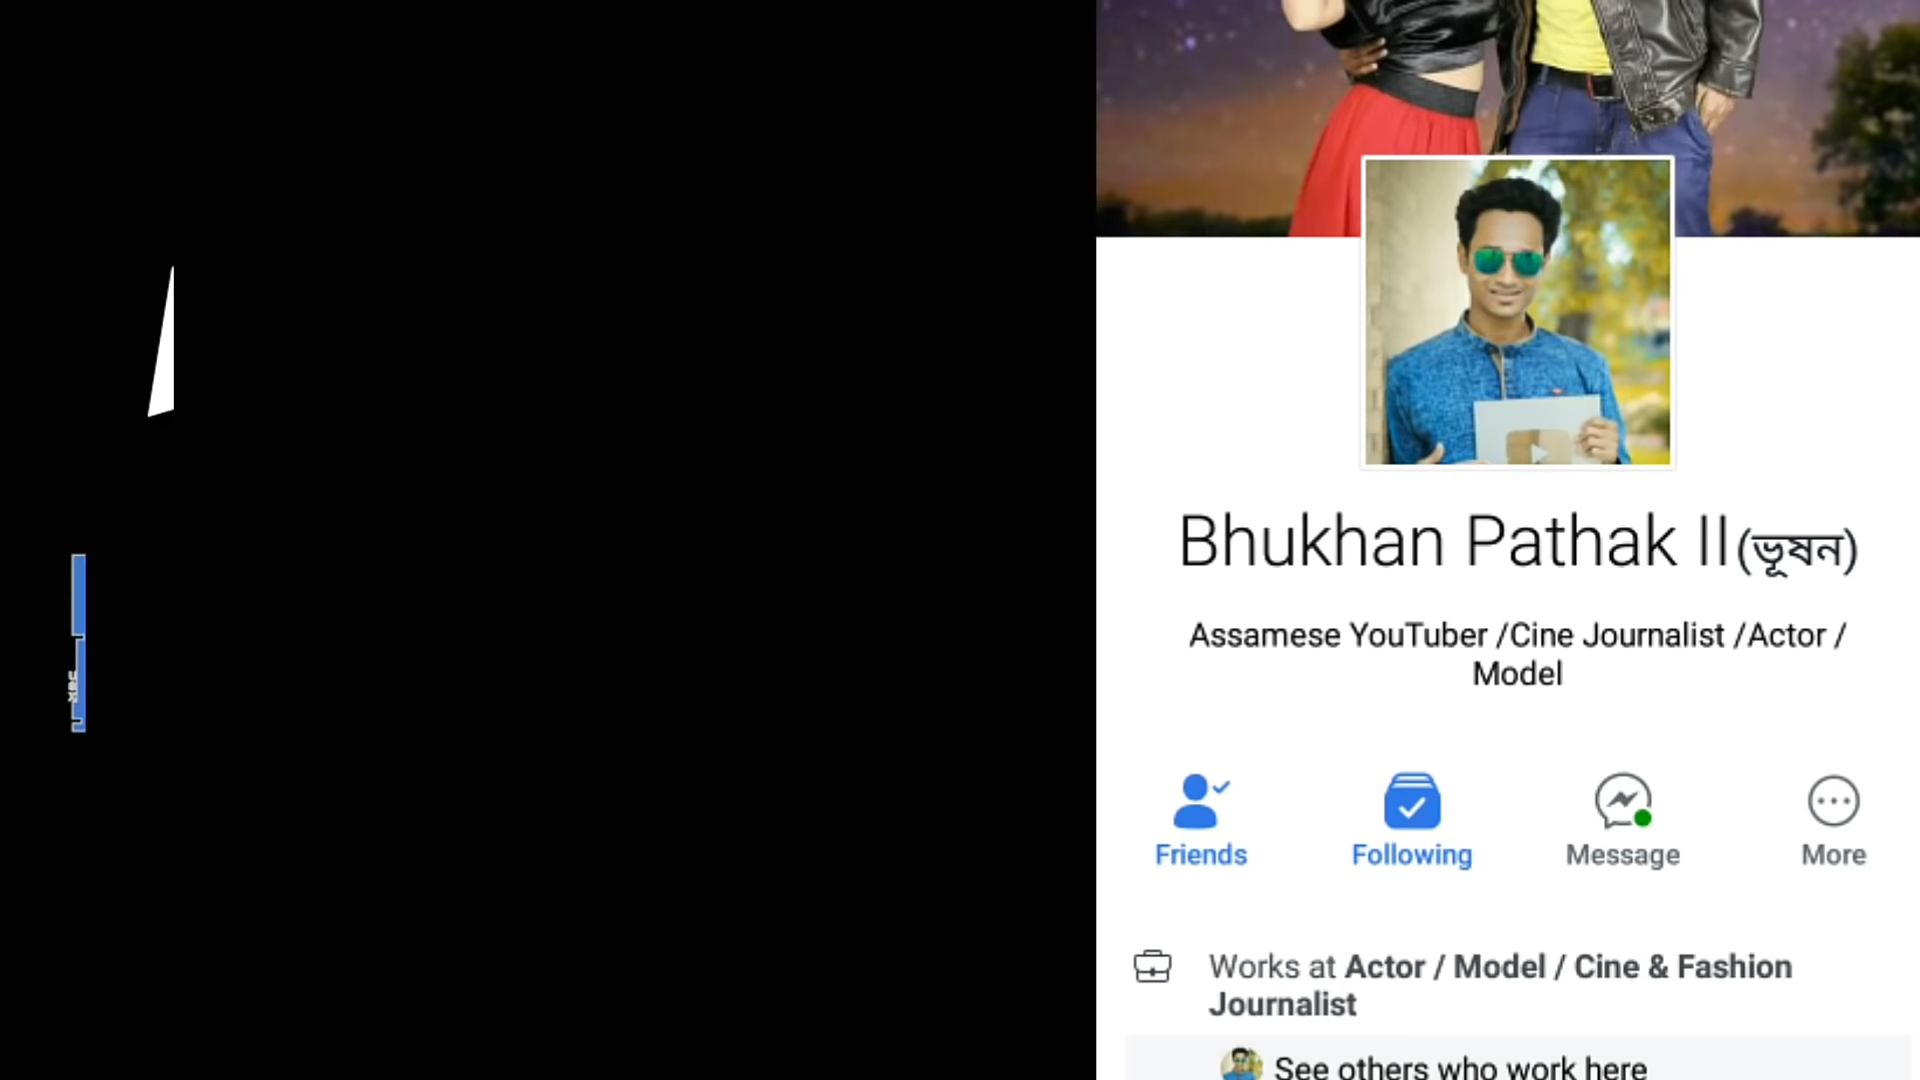 Bhukhan Pathak II(ভূষন)
Assamese YouTuber /Cine Journalist /Actor /
Model
Friends
Following
Message
More
Works at Actor / Model / Cine & Fashion
Journalist
See others who work here